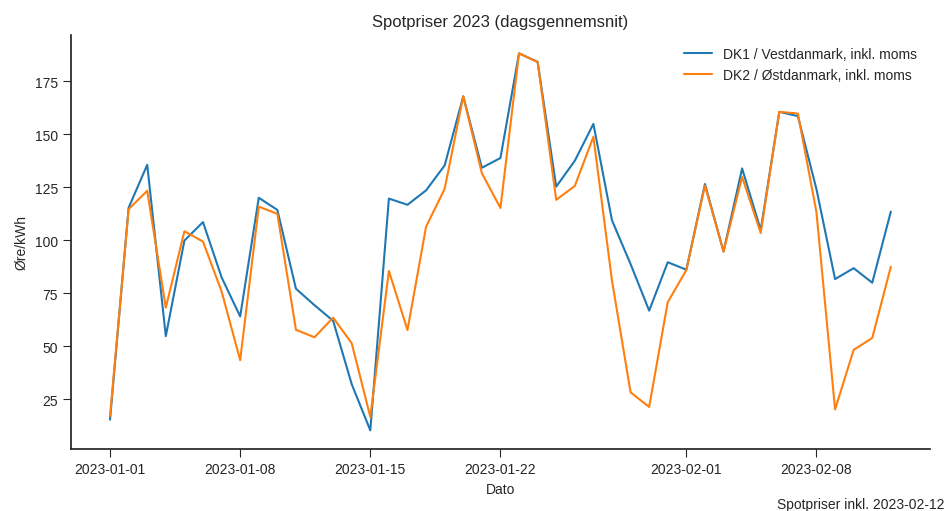 Spotpriser 2023 (dagsgennemsnit)
DK1 / Vestdanmark, inkl. moms
DK2 / Østdanmark, inkl. moms
Øre/kWh
175
150
125
100
75
50
25
2023-01-01
2023-01-08
2023-01-15
2023-01-22
2023-02-01
2023-02-08
Dato
Spotpriser inkl. 2023-02-12